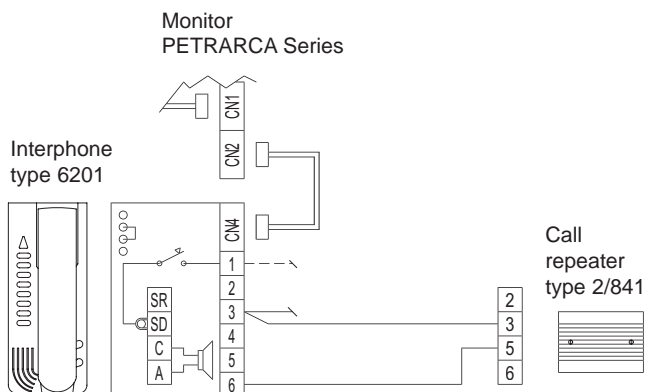 Monitor
PETRARCA Series
CN1
Interphone
type 6201
CN2
CN4
Call
repeater
type 2/841
1
2
3
4
5
6
SR
SD
C
A
2
3
5
6